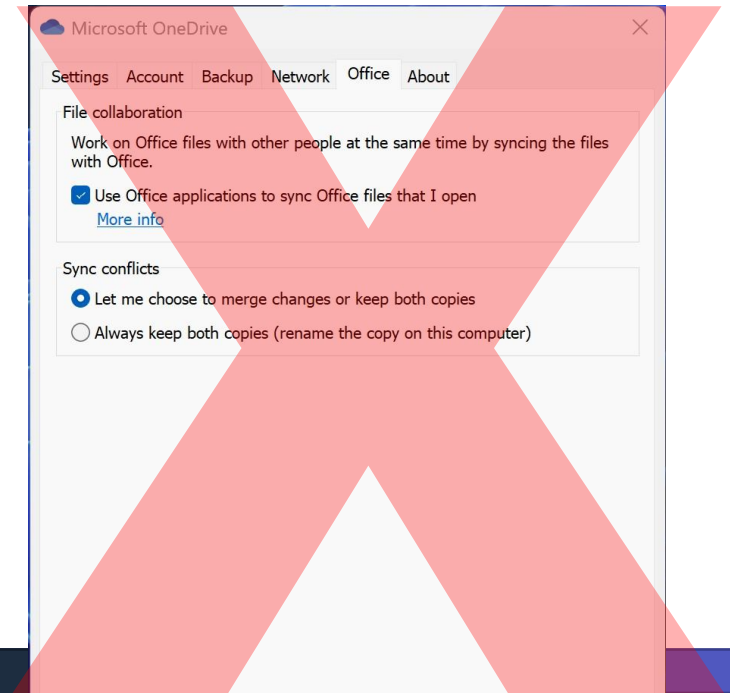 Microsoft OneDrive
Settings Account Backup Network Office About
File collaboration
Work on Office files with other people at the same time by syncing the files
with Office.
Use Office applications to sync Office files that I open
More info
Sync conflicts
Let me choose to merge changes or keep both copies
Always keep both copies (rename the copy on this computer)